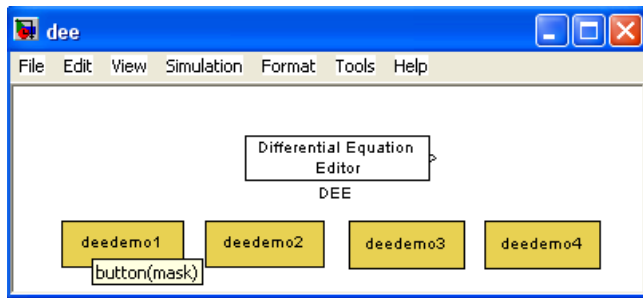 dee
File Edit View Simulation Format Tools Help
Differential Equation
Editor
DEE
deedemo1 deedemo2 deedemo3 deedemo4
button(mask)